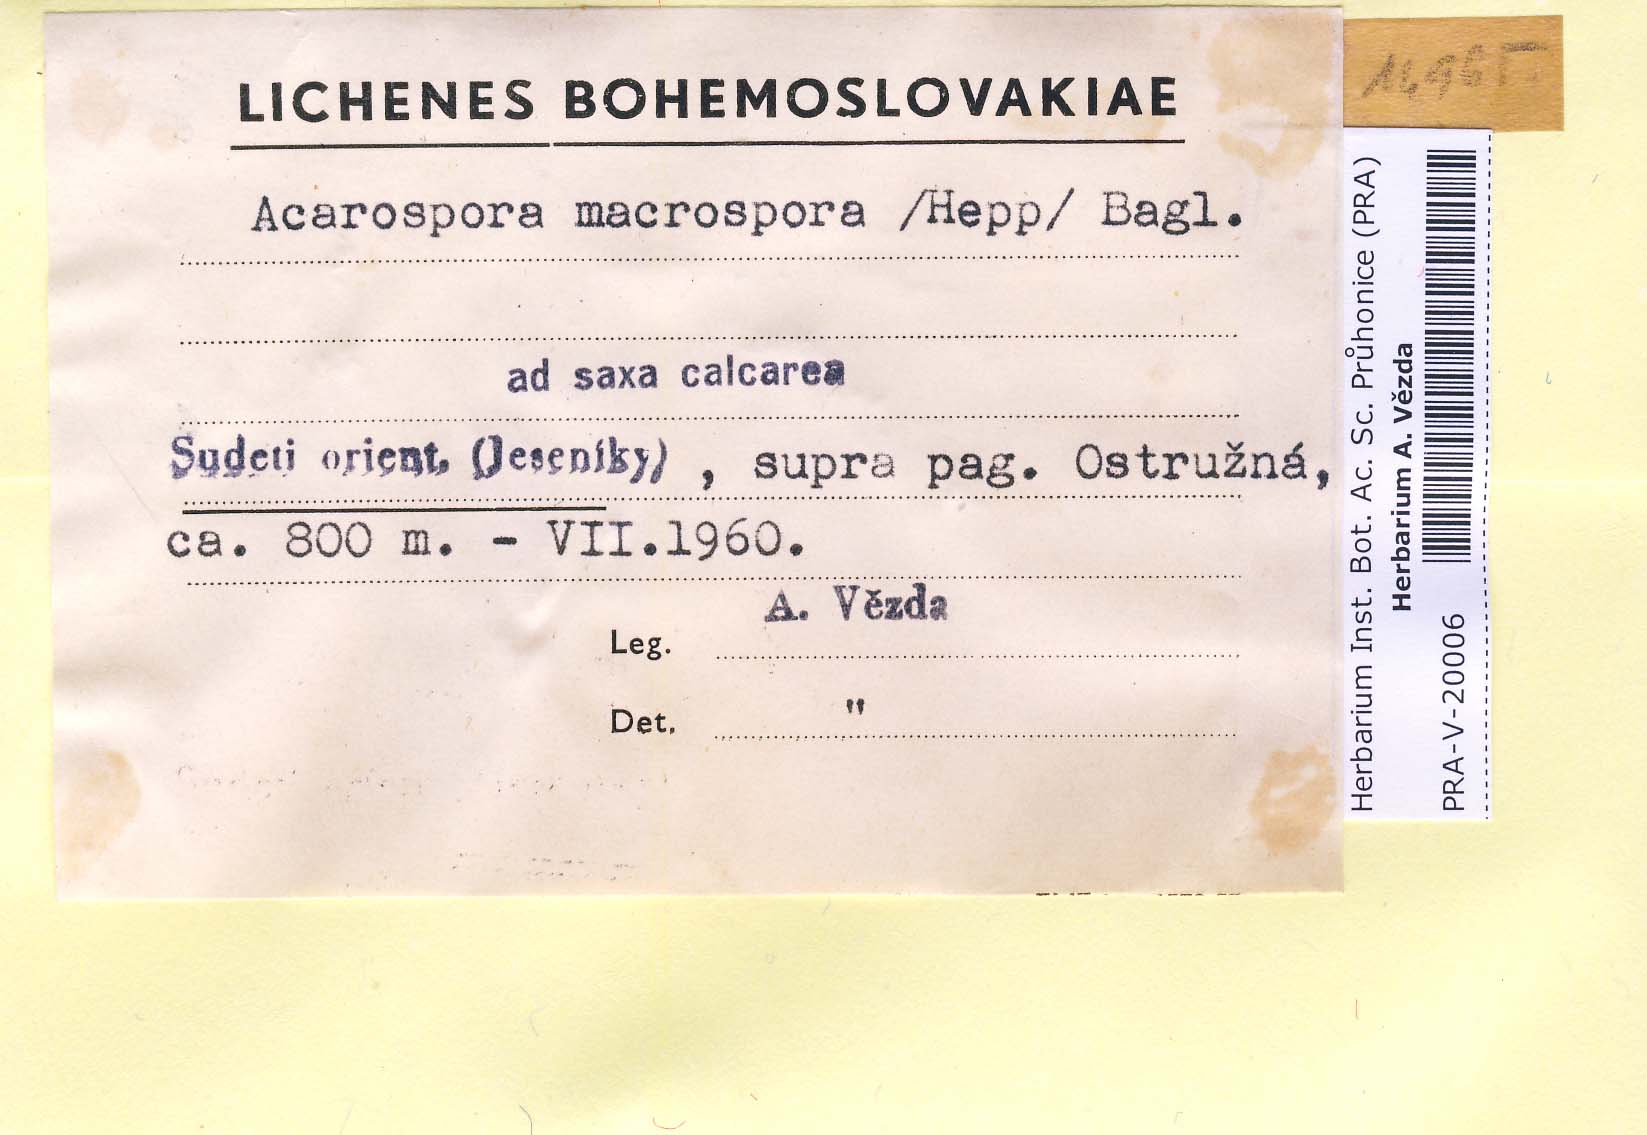 LICHENES BOHEMOSLOVAKIAE
Acarospora macrospora /Hepp/ Bagl.
ad saxa calcarea
Sudeti orient. (Jeseníky) , supra pag. Ostružná,
ca. 800 m. - VII.1960.
A. Vězda
Leg.
Det. "
Herbarium Inst. Bot. Ac. Sc. Průhonice (PRA)
Herbarium A. Vězda
PRA-V-20006